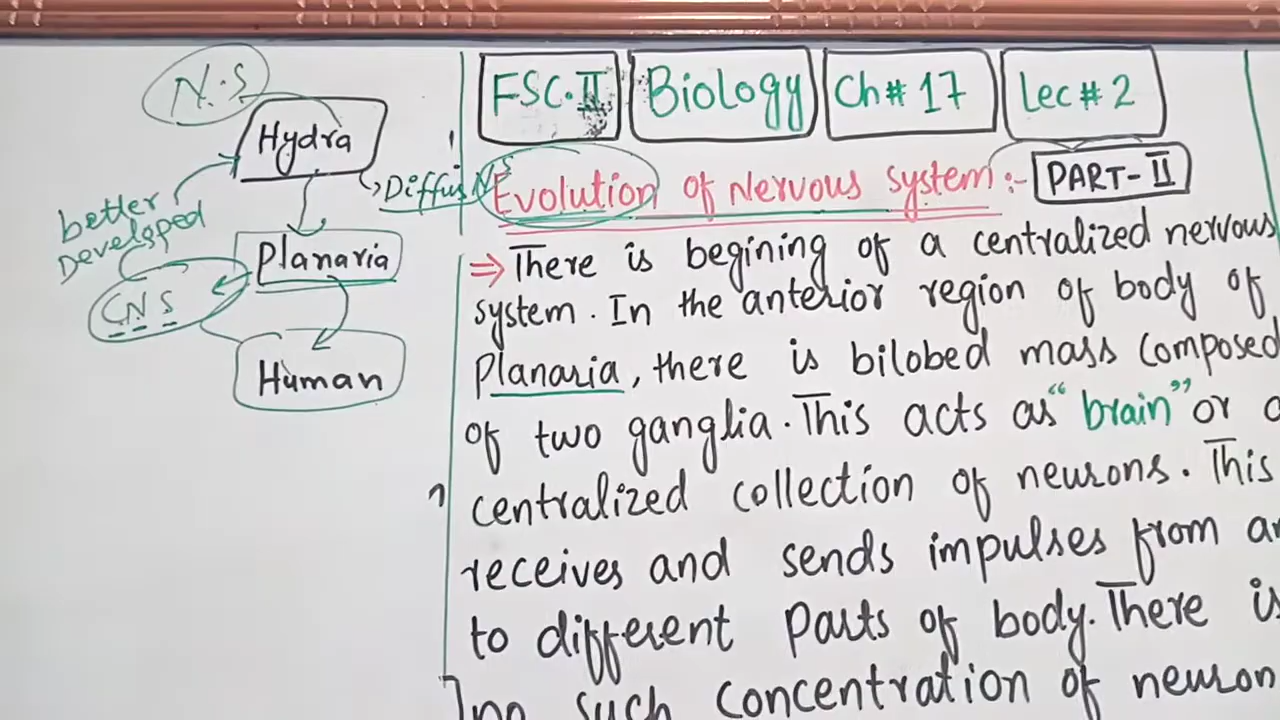 N.S
Hydra
Diffus NS
better
Developed
Planaria
CNS
Human
FSC.II
Biology
Ch# 17
Lec# 2
Evolution of Nervous system :-
PART-II
⇒ There is begining of a centralized nervous
system. In the anterior region of body of
Planaria, there is bilobed mass composed
of two ganglia. This acts as "brain" or a
centralized collection of neurons. This
receives and sends impulses from an
to different parts of body. There is
no such concentration of neuron